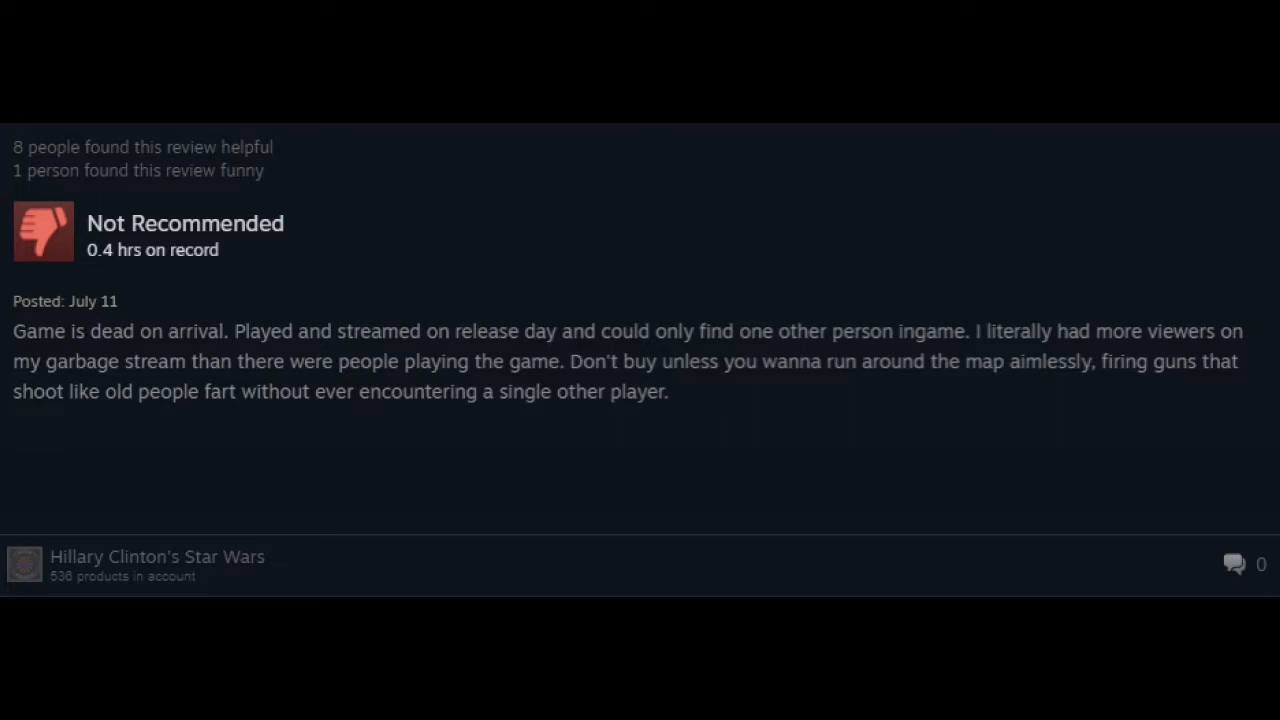 8 people found this review helpful
1 person found this review funny
Not Recommended
0.4 hrs on record
Posted: July 11
Game is dead on arrival. Played and streamed on release day and could only find one other person ingame. I literally had more viewers on
my garbage stream than there were people playing the game. Don't buy unless you wanna run around the map aimlessly, firing guns that
shoot like old people fart without ever encountering a single other player.
Hillary Clinton's Star Wars
536 products in account
0